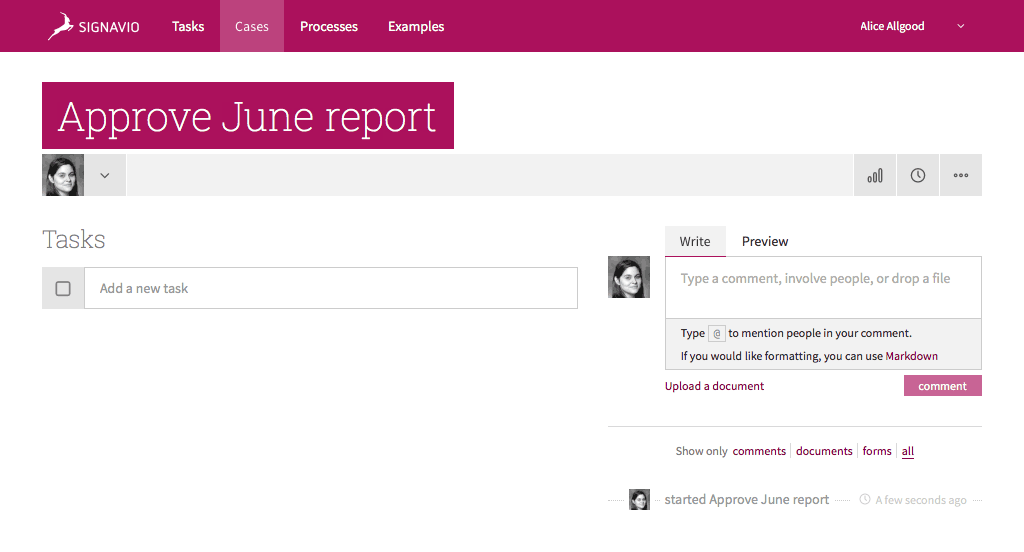 SIGNAVIO Tasks Cases Processes Examples Alice Allgood
Approve June report
Tasks
Add a new task
Write Preview
Type a comment, involve people, or drop a file
Type @ to mention people in your comment.
If you would like formatting, you can use Markdown
Upload a document comment
Show only comments documents forms all
started Approve June report A few seconds ago